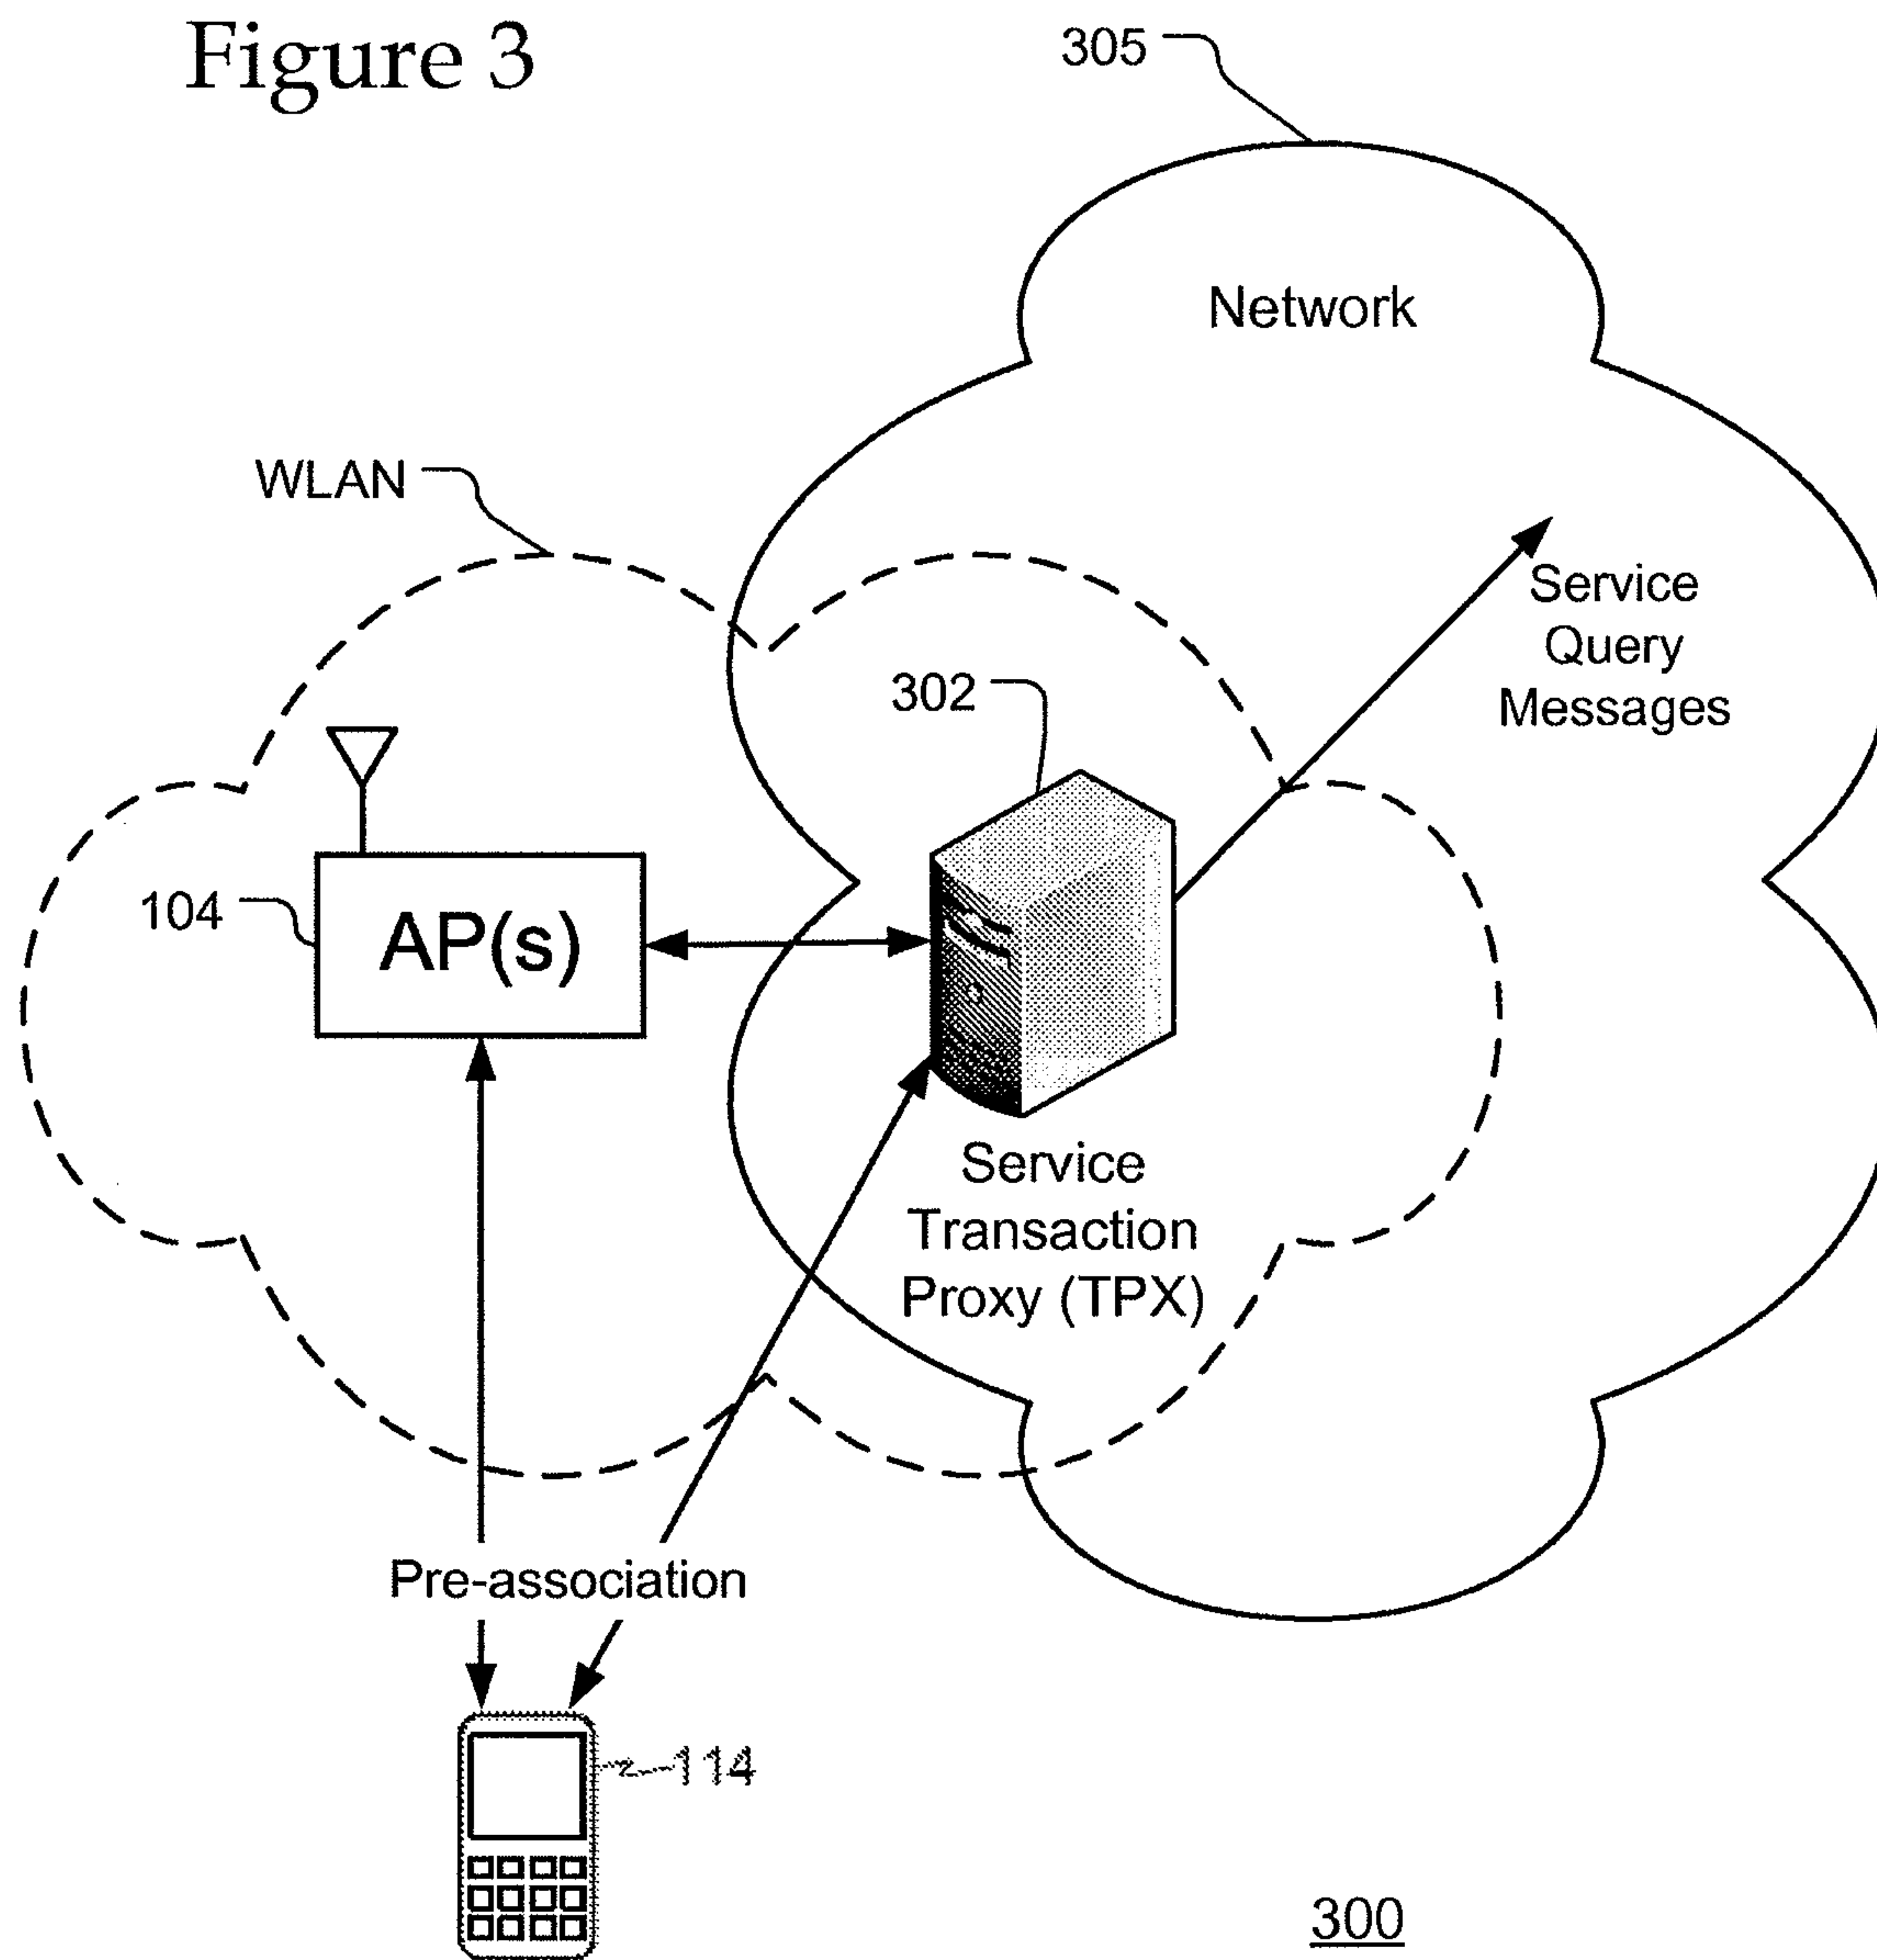 Figure 3
305
Network
WLAN
Service
Query
Messages
302
104
AP(s)
Service
Transaction
Proxy (TPX)
Pre-association
114
300